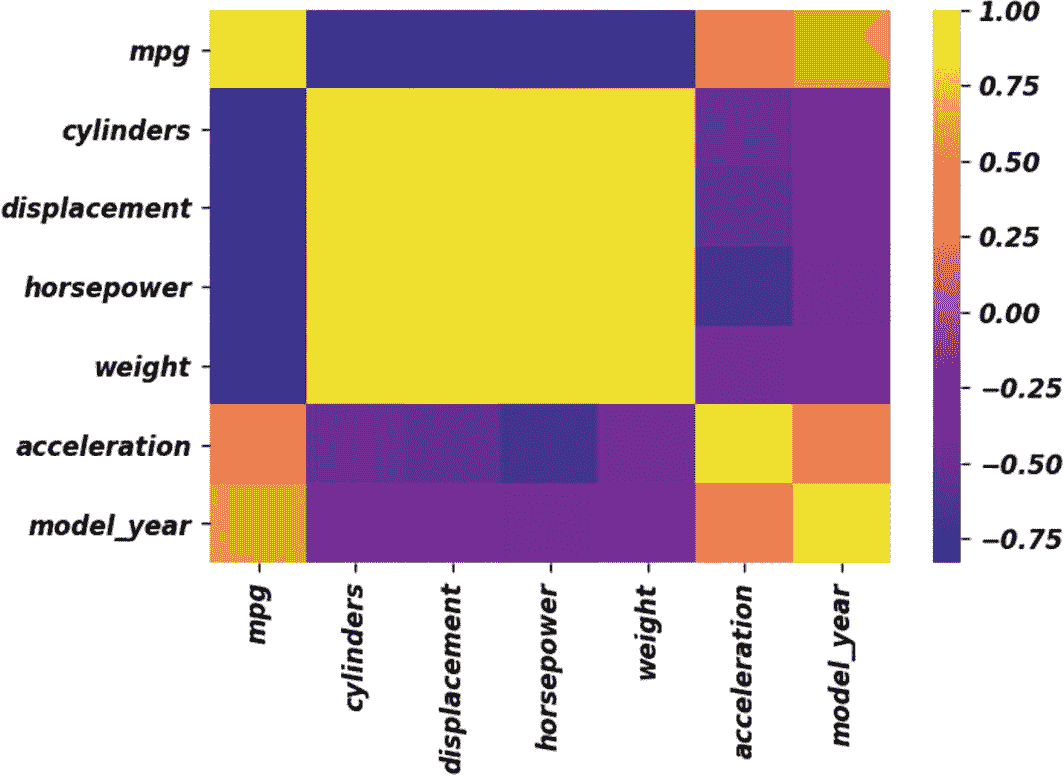 mpg
cylinders
displacement
horsepower
weight
acceleration
model_year
mpg
cylinders
displacement
horsepower
weight
acceleration
model_year
1.00
0.75
0.50
0.25
0.00
−0.25
−0.50
−0.75